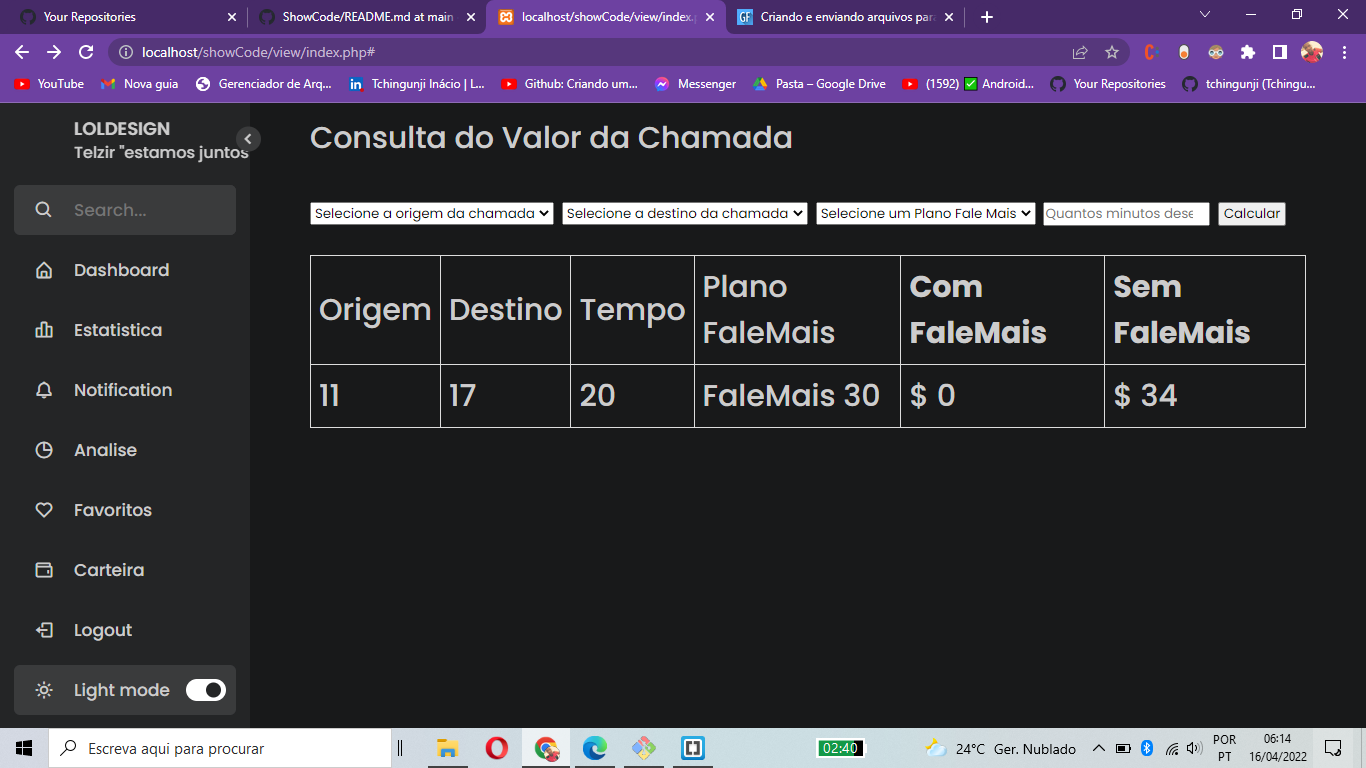 Your Repositories
ShowCode/README.md at main
localhost/showCode/view/index.p
Criando e enviando arquivos para
localhost/showCode/view/index.php#
YouTube
Nova guia
Gerenciador de Arq...
Tchingunji Inácio | L...
Github: Criando um...
Messenger
Pasta – Google Drive
(1592) ✅ Android...
Your Repositories
tchingunji (Tchingu...
LOLDESIGN
Telzir "estamos juntos
Search...
Dashboard
Estatistica
Notification
Analise
Favoritos
Carteira
Logout
Light mode
Consulta do Valor da Chamada
Selecione a origem da chamada
Selecione a destino da chamada
Selecione um Plano Fale Mais
Quantos minutos dese
Calcular
Origem Destino Tempo Plano FaleMais Com FaleMais Sem FaleMais
11 17 20 FaleMais 30 $ 0 $ 34
Escreva aqui para procurar
02:40
24°C Ger. Nublado
POR
PT
06:14
16/04/2022